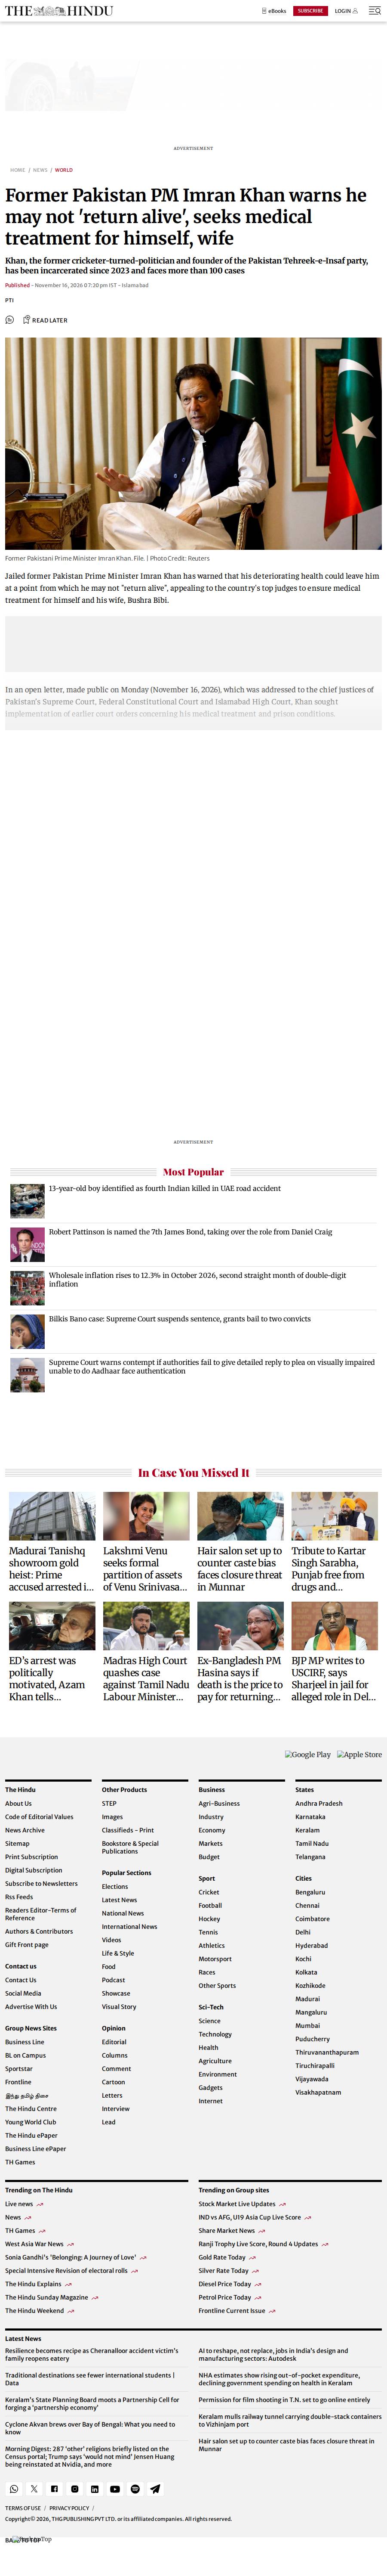 THE HINDU
eBooks
SUBSCRIBE
LOGIN
ADVERTISEMENT
HOME / NEWS / WORLD
Former Pakistan PM Imran Khan warns he
may not 'return alive', seeks medical
treatment for himself, wife
Khan, the former cricketer-turned-politician and founder of the Pakistan Tehreek-e-Insaf party,
has been incarcerated since 2023 and faces more than 100 cases
Published - November 16, 2026 07:20 pm IST - Islamabad
PTI
READ LATER
Former Pakistani Prime Minister Imran Khan. File. | Photo Credit: Reuters
Jailed former Pakistan Prime Minister Imran Khan has warned that his deteriorating health could leave him
at a point from which he may not "return alive", appealing to the country's top judges to ensure medical
treatment for himself and his wife, Bushra Bibi.
In an open letter, made public on Monday (November 16, 2026), which was addressed to the chief justices of
Pakistan's Supreme Court, Federal Constitutional Court and Islamabad High Court, Khan sought
implementation of earlier court orders concerning his medical treatment and prison conditions.
ADVERTISEMENT
Most Popular
13-year-old boy identified as fourth Indian killed in UAE road accident
Robert Pattinson is named the 7th James Bond, taking over the role from Daniel Craig
Wholesale inflation rises to 12.3% in October 2026, second straight month of double-digit
inflation
Bilkis Bano case: Supreme Court suspends sentence, grants bail to two convicts
Supreme Court warns contempt if authorities fail to give detailed reply to plea on visually impaired
unable to do Aadhaar face authentication
In Case You Missed It
Madurai Tanishq
showroom gold
heist: Prime
accused arrested i...
Lakshmi Venu
seeks formal
partition of assets
of Venu Srinivasa...
Hair salon set up to
counter caste bias
faces closure threat
in Munnar
Tribute to Kartar
Singh Sarabha,
Punjab free from
drugs and...
ED's arrest was
politically
motivated, Azam
Khan tells...
Madras High Court
quashes case
against Tamil Nadu
Labour Minister...
Ex-Bangladesh PM
Hasina says if
death is the price to
pay for returning...
BJP MP writes to
USCIRF, says
Sharjeel in jail for
alleged role in Del...
Google Play
Apple Store
The Hindu
About Us
Code of Editorial Values
News Archive
Sitemap
Print Subscription
Digital Subscription
Subscribe to Newsletters
Rss Feeds
Readers Editor-Terms of
Reference
Authors & Contributors
Gift Front page
Contact us
Contact Us
Social Media
Advertise With Us
Group News Sites
Business Line
BL on Campus
Sportstar
Frontline
இந்து தமிழ் திசை
The Hindu Centre
Young World Club
The Hindu ePaper
Business Line ePaper
TH Games
Other Products
STEP
Images
Classifieds - Print
Bookstore & Special
Publications
Popular Sections
Elections
Latest News
National News
International News
Videos
Life & Style
Food
Podcast
Showcase
Visual Story
Opinion
Editorial
Columns
Comment
Cartoon
Letters
Interview
Lead
Business
Agri-Business
Industry
Economy
Markets
Budget
Sport
Cricket
Football
Hockey
Tennis
Athletics
Motorsport
Races
Other Sports
Sci-Tech
Science
Technology
Health
Agriculture
Environment
Gadgets
Internet
States
Andhra Pradesh
Karnataka
Keralam
Tamil Nadu
Telangana
Cities
Bengaluru
Chennai
Coimbatore
Delhi
Hyderabad
Kochi
Kolkata
Kozhikode
Madurai
Mangaluru
Mumbai
Puducherry
Thiruvananthapuram
Tiruchirapalli
Vijayawada
Visakhapatnam
Trending on The Hindu
Live news
News
TH Games
West Asia War News
Sonia Gandhi's 'Belonging: A Journey of Love'
Special Intensive Revision of electoral rolls
The Hindu Explains
The Hindu Sunday Magazine
The Hindu Weekend
Trending on Group sites
Stock Market Live Updates
IND vs AFG, U19 Asia Cup Live Score
Share Market News
Ranji Trophy Live Score, Round 4 Updates
Gold Rate Today
Silver Rate Today
Diesel Price Today
Petrol Price Today
Frontline Current Issue
Latest News
Resilience becomes recipe as Cheranalloor accident victim's
family reopens eatery
Traditional destinations see fewer international students |
Data
Keralam's State Planning Board moots a Partnership Cell for
forging a 'partnership economy'
Cyclone Akvan brews over Bay of Bengal: What you need to
know
Morning Digest: 287 'other' religions briefly listed on the
Census portal; Trump says 'would not mind' Jensen Huang
being reinstated at Nvidia, and more
AI to reshape, not replace, jobs in India's design and
manufacturing sectors: Autodesk
NHA estimates show rising out-of-pocket expenditure,
declining government spending on health in Keralam
Permission for film shooting in T.N. set to go online entirely
Keralam mulls railway tunnel carrying double-stack containers
to Vizhinjam port
Hair salon set up to counter caste bias faces closure threat in
Munnar
TERMS OF USE / PRIVACY POLICY /
Copyright© 2026, THG PUBLISHING PVT LTD. or its affiliated companies. All rights reserved.
BACK TO TOP